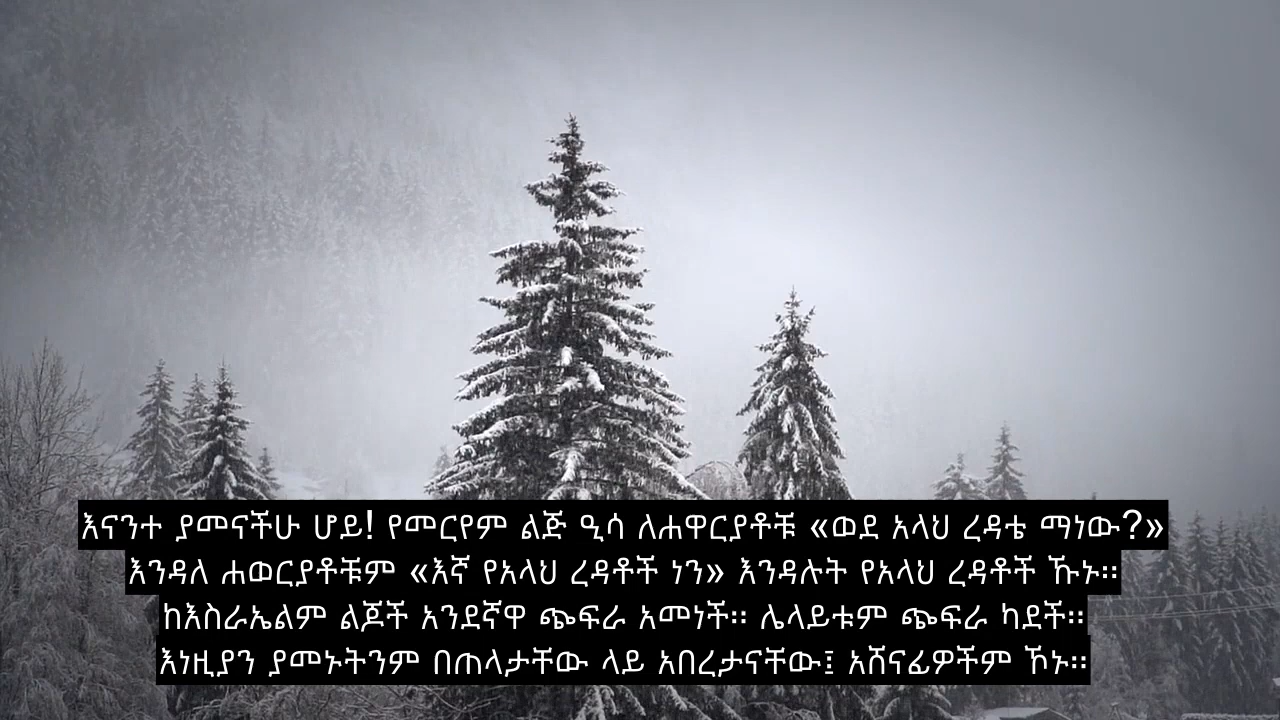 እናንተ ያመናችሁ ሆይ! የመርየም ልጅ ዒሳ ለሐዋርያቶቹ «ወደ አላህ ረዳቴ ማነው?»
እንዳለ ሐወርያቶቹም «እኛ የአላህ ረዳቶች ነን» እንዳሉት የአላህ ረዳቶች ኹኑ፡፡
ከእስራኤልም ልጆች አንደኛዋ ጭፍራ አመነች፡፡ ሌላይቱም ጭፍራ ካደች፡፡
እነዚያን ያመኑትንም በጠላታቸው ላይ አበረታናቸው፤ አሸናፊዎችም ኾኑ፡፡